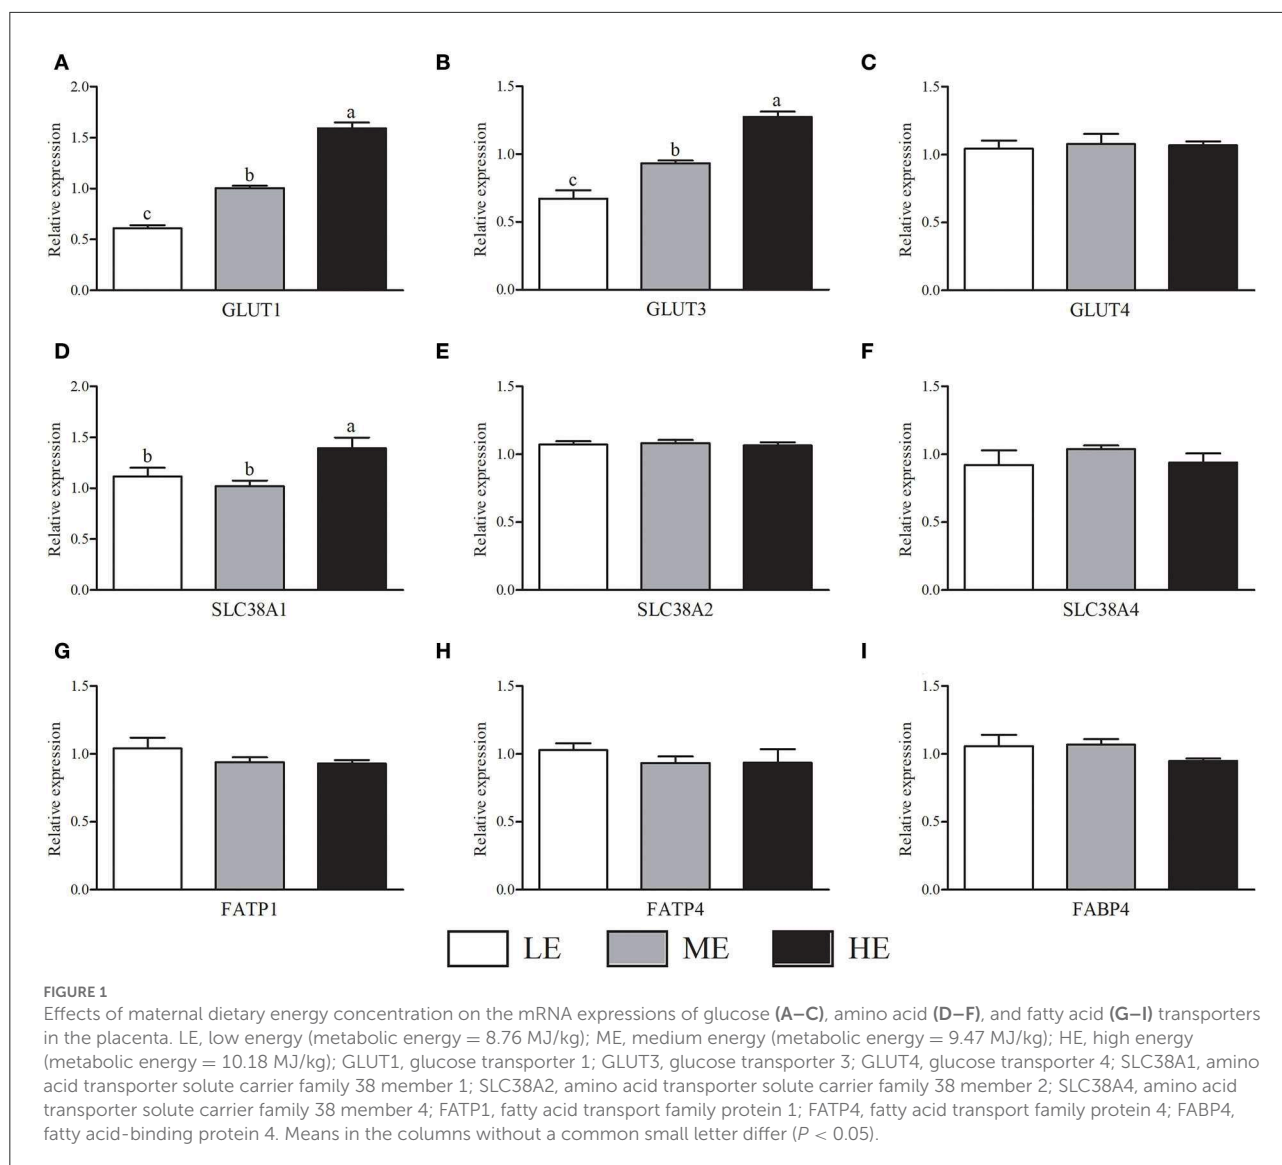 A
B
C
Relative expression
2.0
1.5
1.0
0.5
0.0
c
b
a
GLUT1
Relative expression
1.5
1.0
0.5
0.0
c
b
a
GLUT3
Relative expression
1.5
1.0
0.5
0.0
GLUT4
D
E
F
Relative expression
2.0
1.5
1.0
0.5
0.0
b
b
a
SLC38A1
Relative expression
1.5
1.0
0.5
0.0
SLC38A2
Relative expression
1.5
1.0
0.5
0.0
SLC38A4
G
H
I
Relative expression
1.5
1.0
0.5
0.0
FATP1
Relative expression
1.5
1.0
0.5
0.0
FATP4
Relative expression
1.5
1.0
0.5
0.0
FABP4
LE ME HE
FIGURE 1
Effects of maternal dietary energy concentration on the mRNA expressions of glucose (A–C), amino acid (D–F), and fatty acid (G–I) transporters
in the placenta. LE, low energy (metabolic energy = 8.76 MJ/kg); ME, medium energy (metabolic energy = 9.47 MJ/kg); HE, high energy
(metabolic energy = 10.18 MJ/kg); GLUT1, glucose transporter 1; GLUT3, glucose transporter 3; GLUT4, glucose transporter 4; SLC38A1, amino
acid transporter solute carrier family 38 member 1; SLC38A2, amino acid transporter solute carrier family 38 member 2; SLC38A4, amino acid
transporter solute carrier family 38 member 4; FATP1, fatty acid transport family protein 1; FATP4, fatty acid transport family protein 4; FABP4,
fatty acid-binding protein 4. Means in the columns without a common small letter differ (P < 0.05).